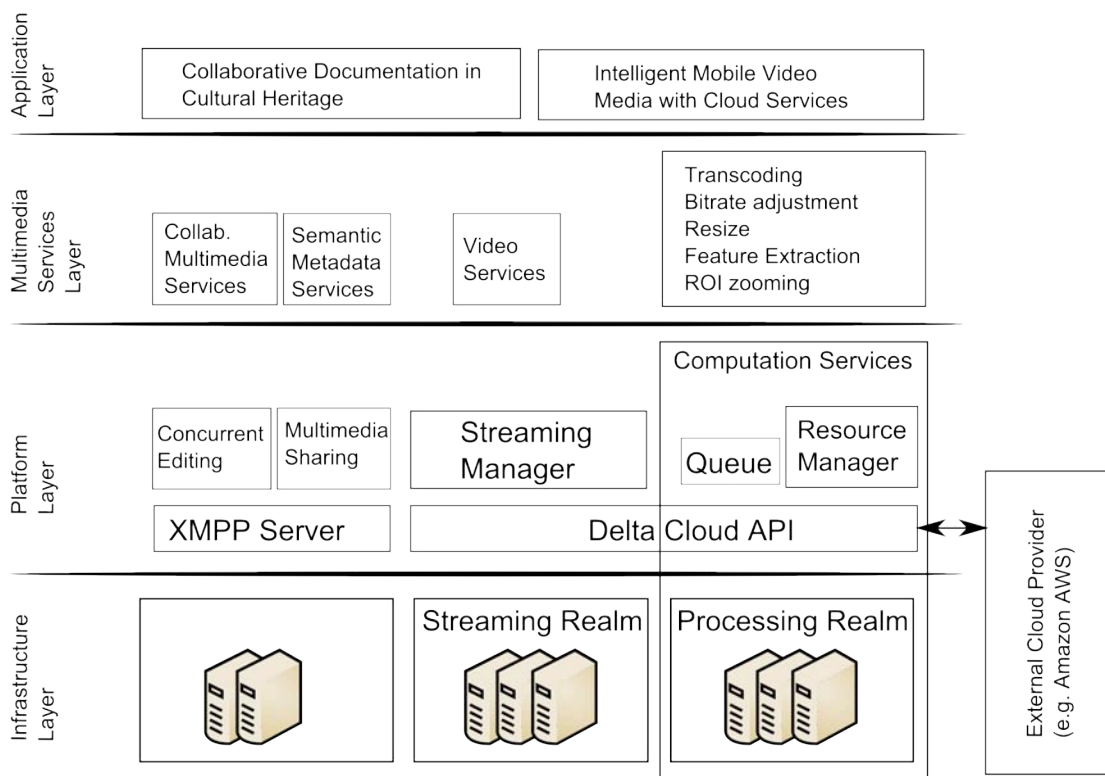 Application
Layer
Collaborative Documentation in
Cultural Heritage
Intelligent Mobile Video
Media with Cloud Services
Multimedia
Services
Layer
Collab.
Multimedia
Services
Semantic
Metadata
Services
Video
Services
Transcoding
Bitrate adjustment
Resize
Feature Extraction
ROI zooming
Platform
Layer
Computation Services
Concurrent
Editing
Multimedia
Sharing
Streaming
Manager
Queue
Resource
Manager
XMPP Server
Delta Cloud API
External Cloud Provider
(e.g. Amazon AWS)
Infrastructure
Layer
Streaming Realm
Processing Realm